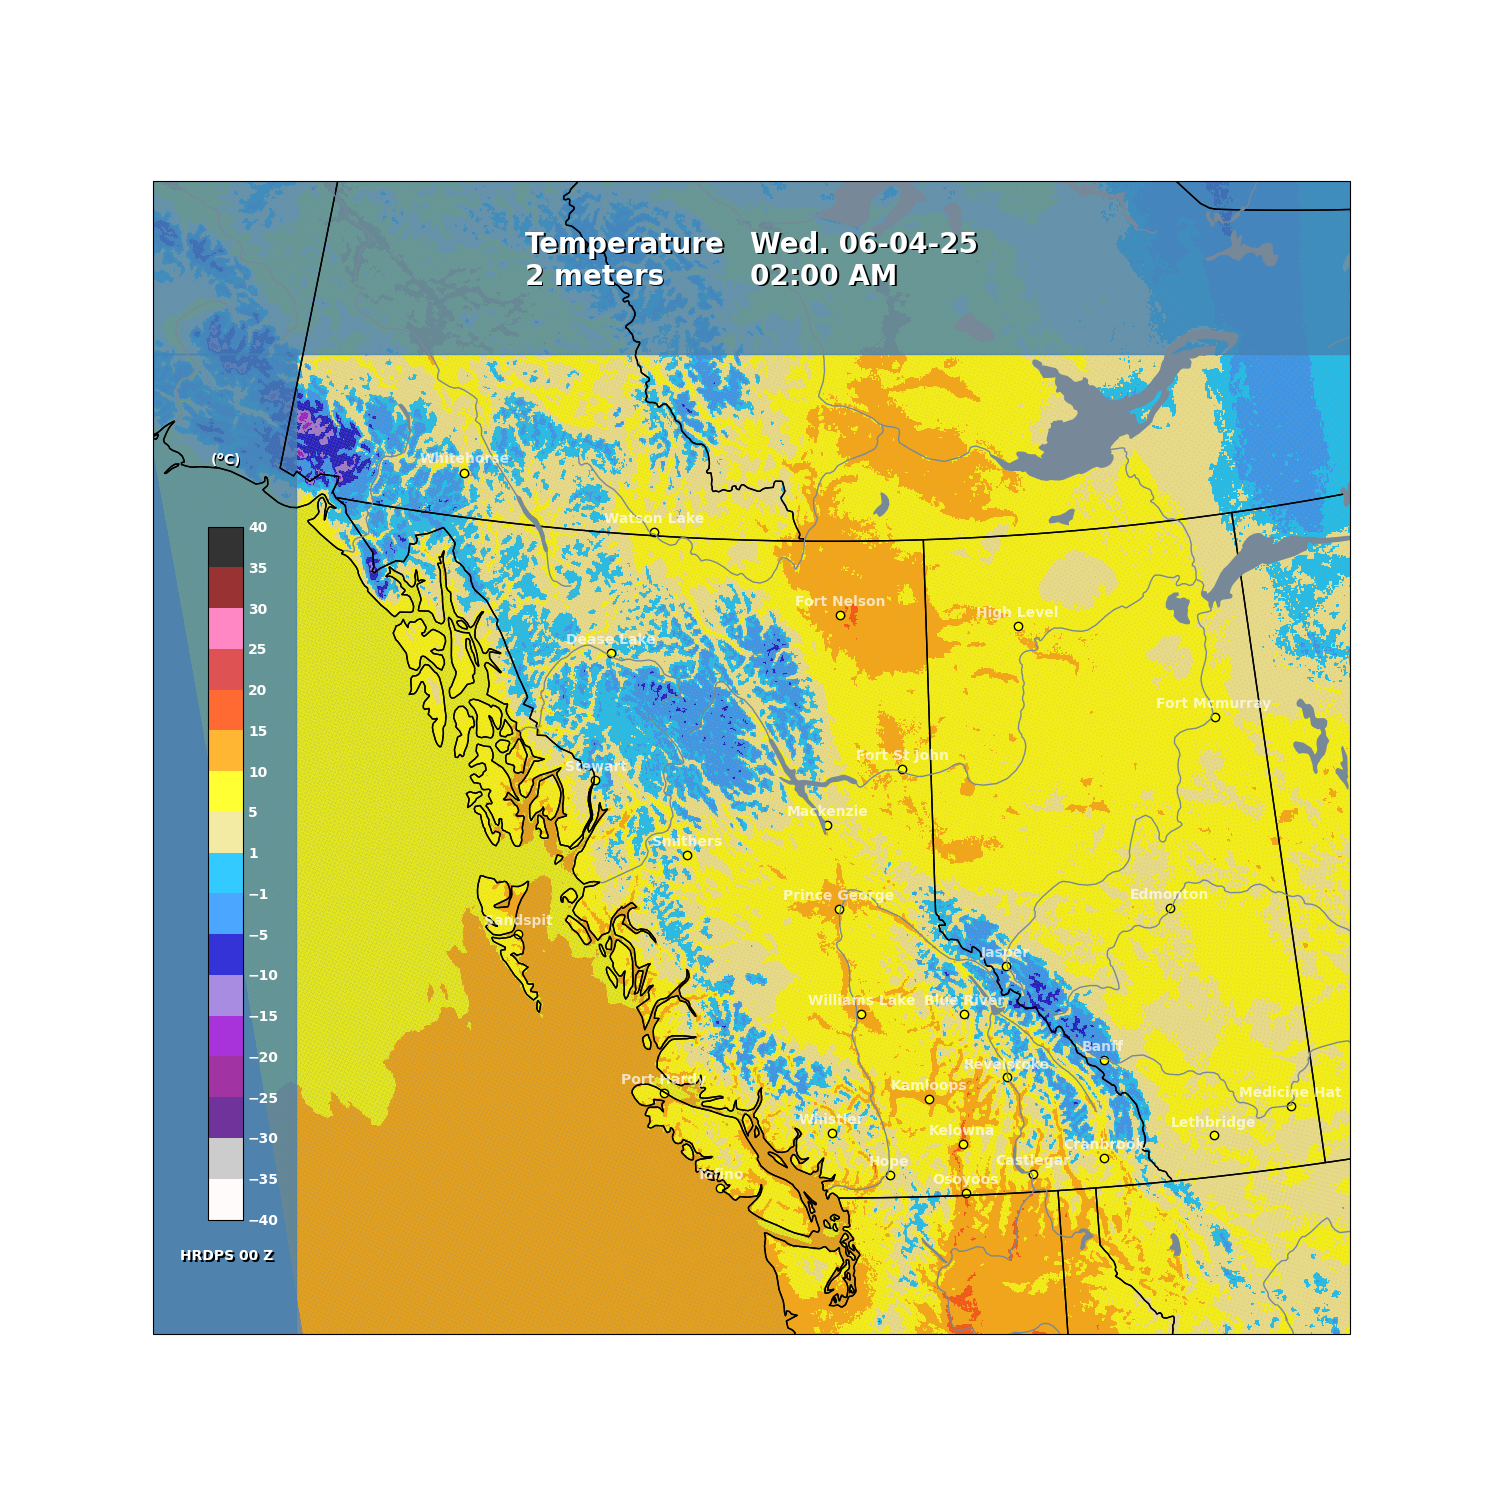 Temperature Wed. 06-04-25
2 meters 02:00 AM
(°C)
Whitehorse
Watson Lake
40
35
30
25
20
15
10
5
1
−1
−5
−10
−15
−20
−25
−30
−35
−40
Fort Nelson
High Level
Dease Lake
Fort Mcmurray
Fort St John
Stewart
Mackenzie
Smithers
Prince George
Edmonton
Sandspit
Jasper
Williams Lake
Blue River
Banff
Revelstoke
Port Hardy
Kamloops
Medicine Hat
Whistler
Lethbridge
Kelowna
Cranbrook
Hope
Castlegar
Tofino
Osoyoos
HRDPS 00 Z